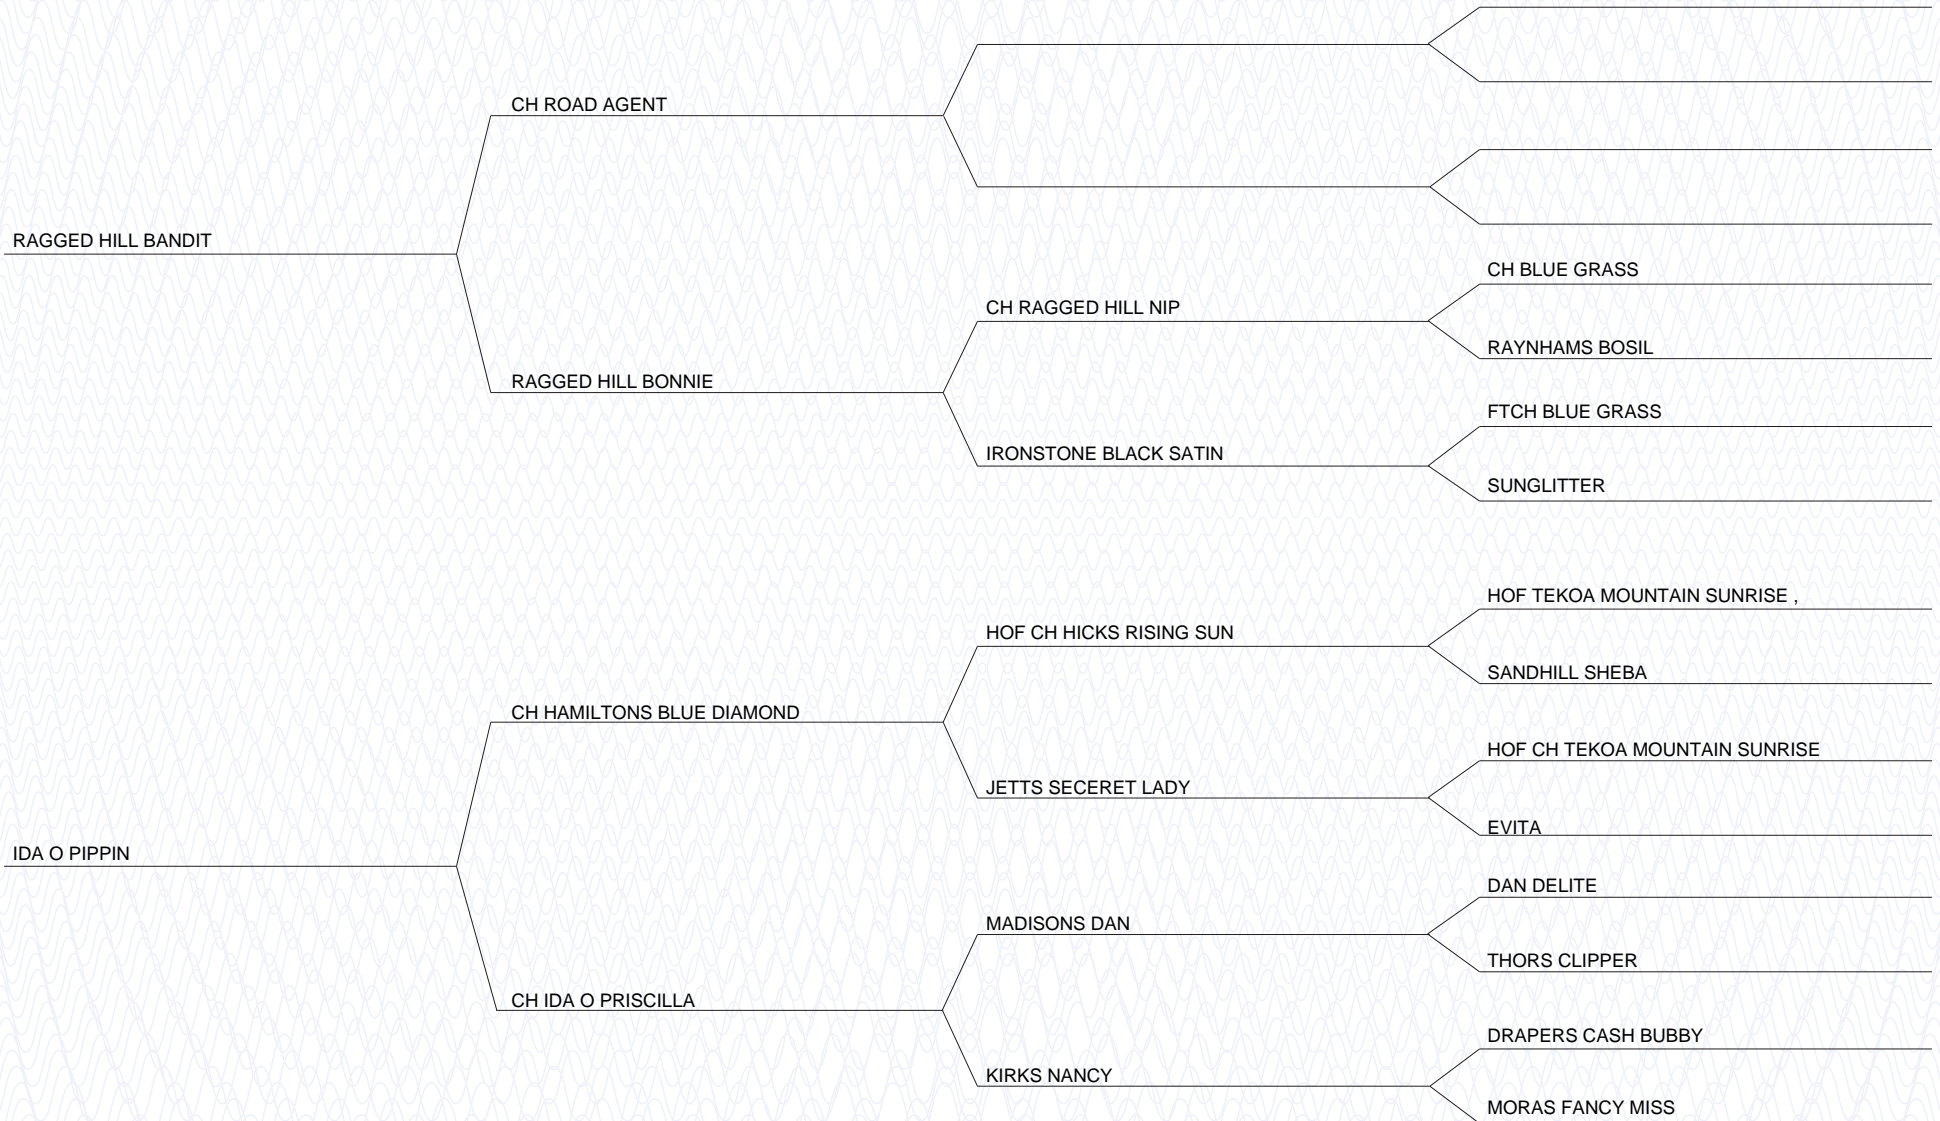 CH ROAD AGENT
RAGGED HILL BANDIT
CH BLUE GRASS
CH RAGGED HILL NIP
RAYNHAMS BOSIL
RAGGED HILL BONNIE
FTCH BLUE GRASS
IRONSTONE BLACK SATIN
SUNGLITTER
HOF TEKOA MOUNTAIN SUNRISE ,
HOF CH HICKS RISING SUN
SANDHILL SHEBA
CH HAMILTONS BLUE DIAMOND
HOF CH TEKOA MOUNTAIN SUNRISE
JETTS SECERET LADY
EVITA
IDA O PIPPIN
DAN DELITE
MADISONS DAN
THORS CLIPPER
CH IDA O PRISCILLA
DRAPERS CASH BUBBY
KIRKS NANCY
MORAS FANCY MISS